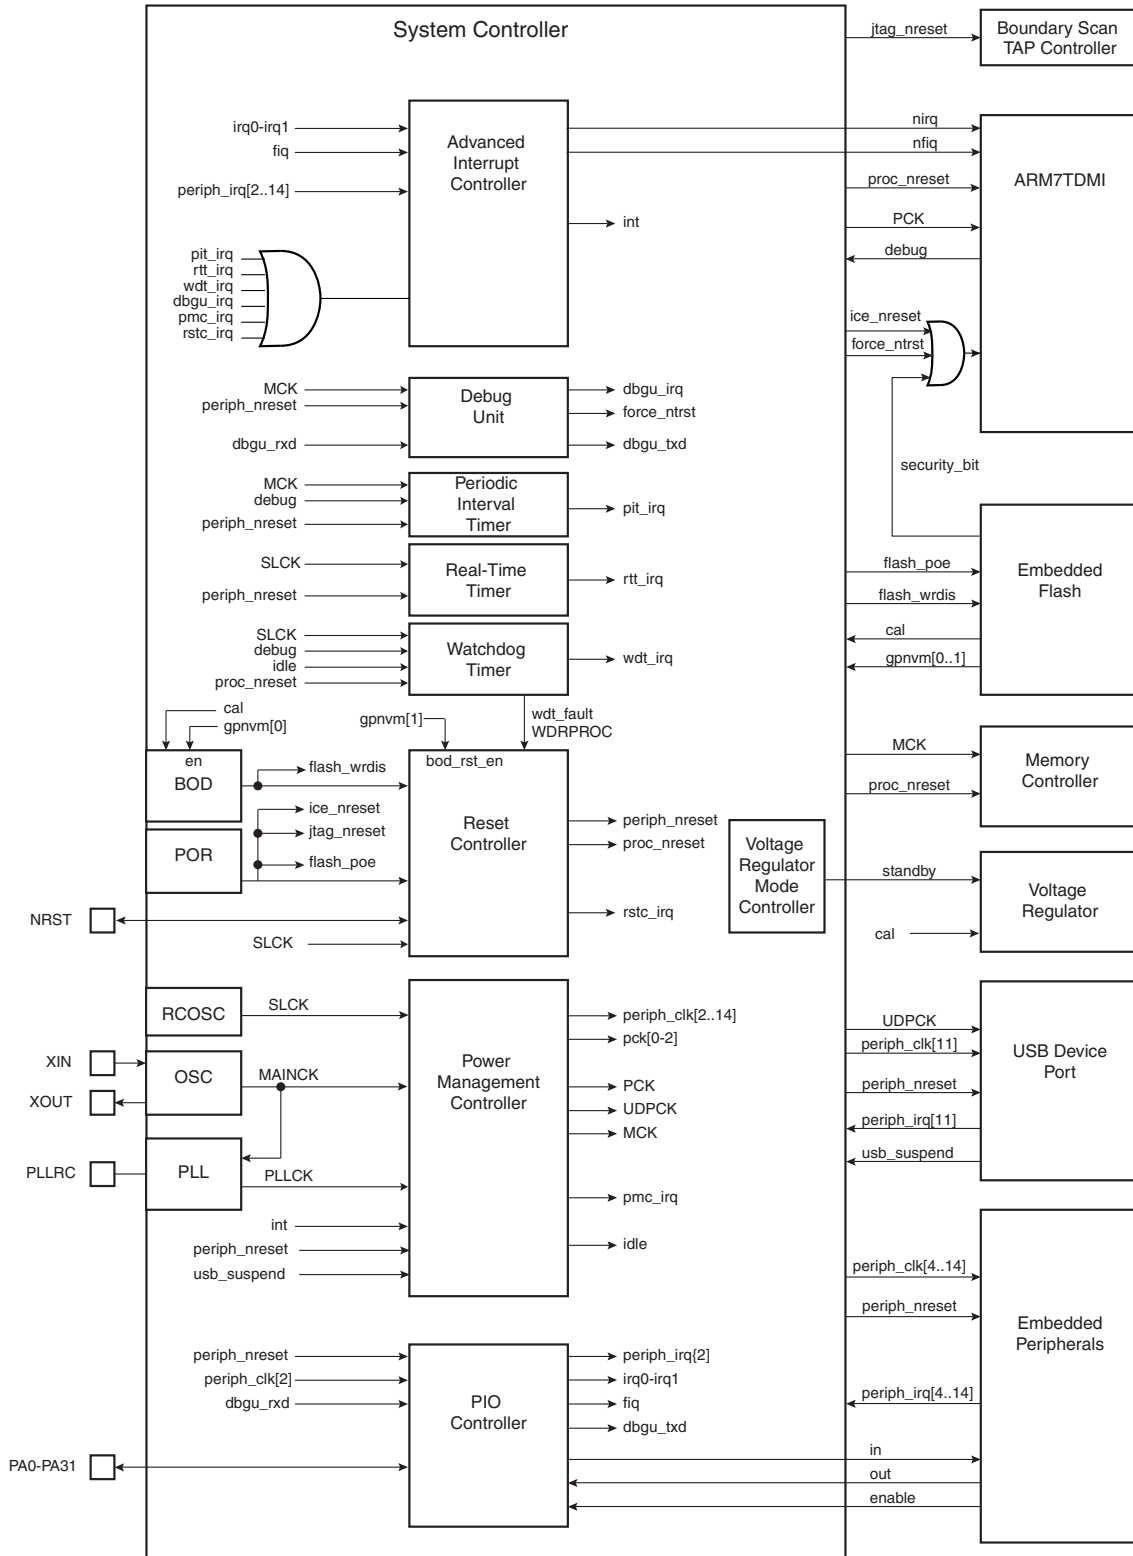 System Controller
jtag_nreset
Boundary Scan
TAP Controller
irq0-irq1
fiq
periph_irq[2..14]
Advanced
Interrupt
Controller
int
nirq
nfiq
proc_nreset
PCK
debug
ARM7TDMI
pit_irq
rtt_irq
wdt_irq
dbgu_irq
pmc_irq
rstc_irq
ice_nreset
force_ntrst
security_bit
MCK
periph_nreset
dbgu_rxd
Debug
Unit
dbgu_irq
force_ntrst
dbgu_txd
MCK
debug
periph_nreset
Periodic
Interval
Timer
pit_irq
SLCK
periph_nreset
Real-Time
Timer
rtt_irq
flash_poe
flash_wrdis
cal
gpnvm[0..1]
Embedded
Flash
SLCK
debug
idle
proc_nreset
Watchdog
Timer
wdt_irq
cal
gpnvm[0]
gpnvm[1]
wdt_fault
WDRPROC
en
BOD
flash_wrdis
bod_rst_en
ice_nreset
jtag_nreset
flash_poe
POR
Reset
Controller
periph_nreset
proc_nreset
rstc_irq
NRST
SLCK
MCK
proc_nreset
Memory
Controller
Voltage
Regulator
Mode
Controller
standby
cal
Voltage
Regulator
RCOSC
SLCK
XIN
OSC
MAINCK
XOUT
PLLRC
PLL
PLLCK
int
periph_nreset
usb_suspend
Power
Management
Controller
periph_clk[2..14]
pck[0-2]
PCK
UDPCK
MCK
pmc_irq
idle
UDPCK
periph_clk[11]
periph_nreset
periph_irq[11]
usb_suspend
USB Device
Port
periph_clk[4..14]
periph_nreset
periph_irq[4..14]
Embedded
Peripherals
periph_nreset
periph_clk[2]
dbgu_rxd
PIO
Controller
periph_irq{2]
irq0-irq1
fiq
dbgu_txd
PA0-PA31
in
out
enable